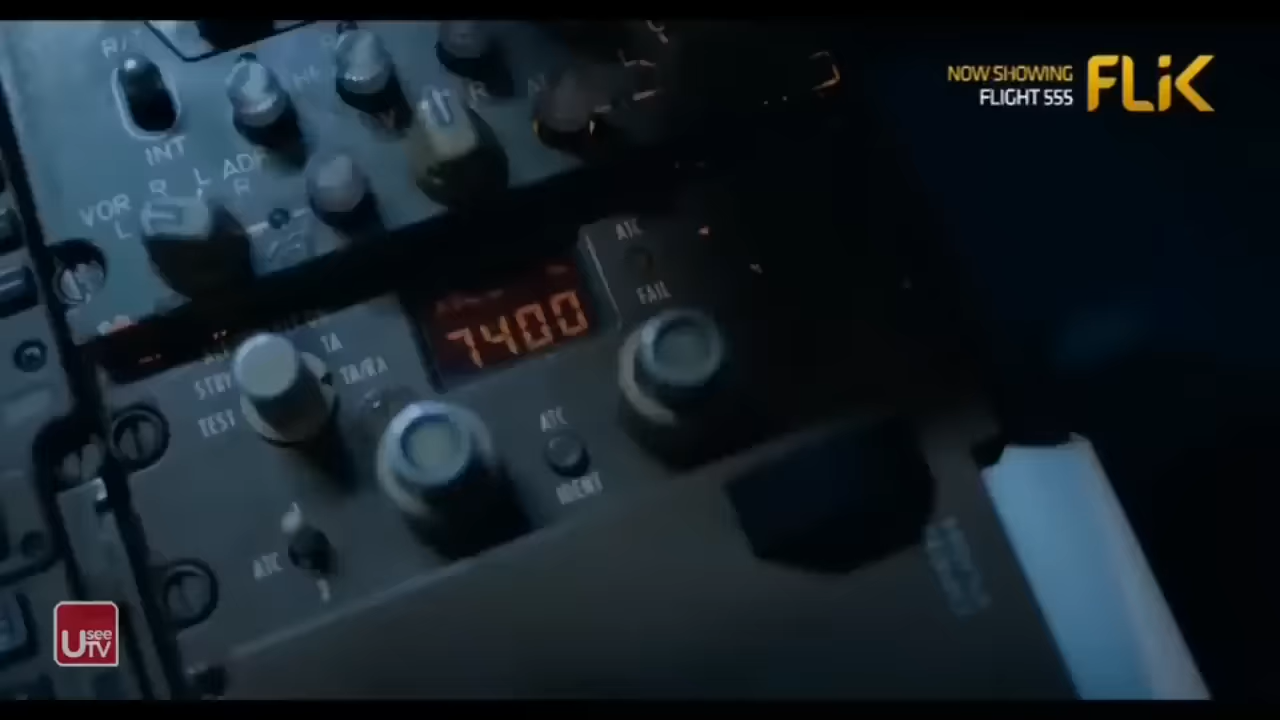 NOW SHOWING
FLIGHT 555
FLiK
R/T
INT
VOR
L
R
L
ADF
R
ATC
FAIL
7400
TA
TA/RA
STBY
TEST
ATC
IDENT
ATC
Usee
TV